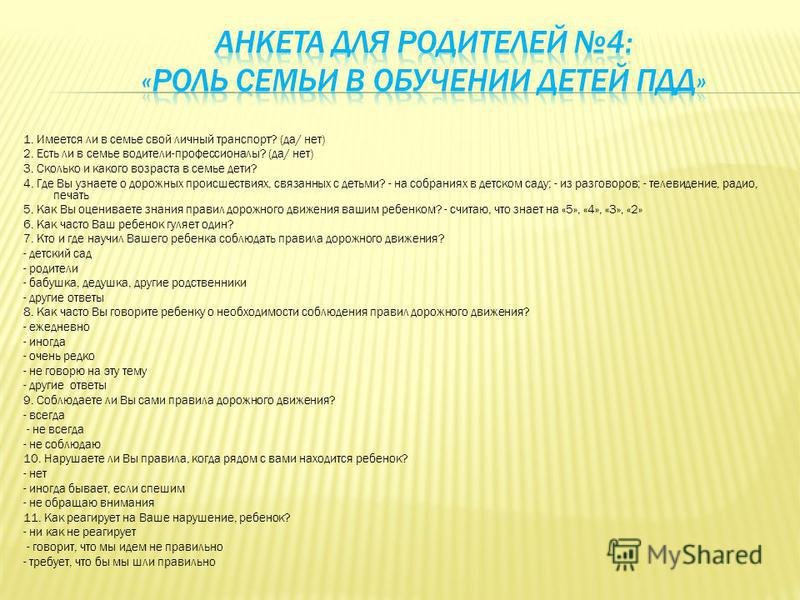 АНКЕТА ДЛЯ РОДИТЕЛЕЙ №4:
«РОЛЬ СЕМЬИ В ОБУЧЕНИИ ДЕТЕЙ ПДД»
1. Имеется ли в семье свой личный транспорт? (да/ нет)
2. Есть ли в семье водители-профессионалы? (да/ нет)
3. Сколько и какого возраста в семье дети?
4. Где Вы узнаете о дорожных происшествиях, связанных с детьми? - на собраниях в детском саду; - из разговоров; - телевидение, радио,
печать
5. Как Вы оцениваете знания правил дорожного движения вашим ребенком? - считаю, что знает на «5», «4», «3», «2»
6. Как часто Ваш ребенок гуляет один?
7. Кто и где научил Вашего ребенка соблюдать правила дорожного движения?
- детский сад
- родители
- бабушка, дедушка, другие родственники
- другие ответы
8. Как часто Вы говорите ребенку о необходимости соблюдения правил дорожного движения?
- ежедневно
- иногда
- очень редко
- не говорю на эту тему
- другие ответы
9. Соблюдаете ли Вы сами правила дорожного движения?
- всегда
- не всегда
- не соблюдаю
10. Нарушаете ли Вы правила, когда рядом с вами находится ребенок?
- нет
- иногда бывает, если спешим
- не обращаю внимания
11. Как реагирует на Ваше нарушение, ребенок?
- ни как не реагирует
- говорит, что мы идем не правильно
- требует, что бы мы шли правильно
MyShared